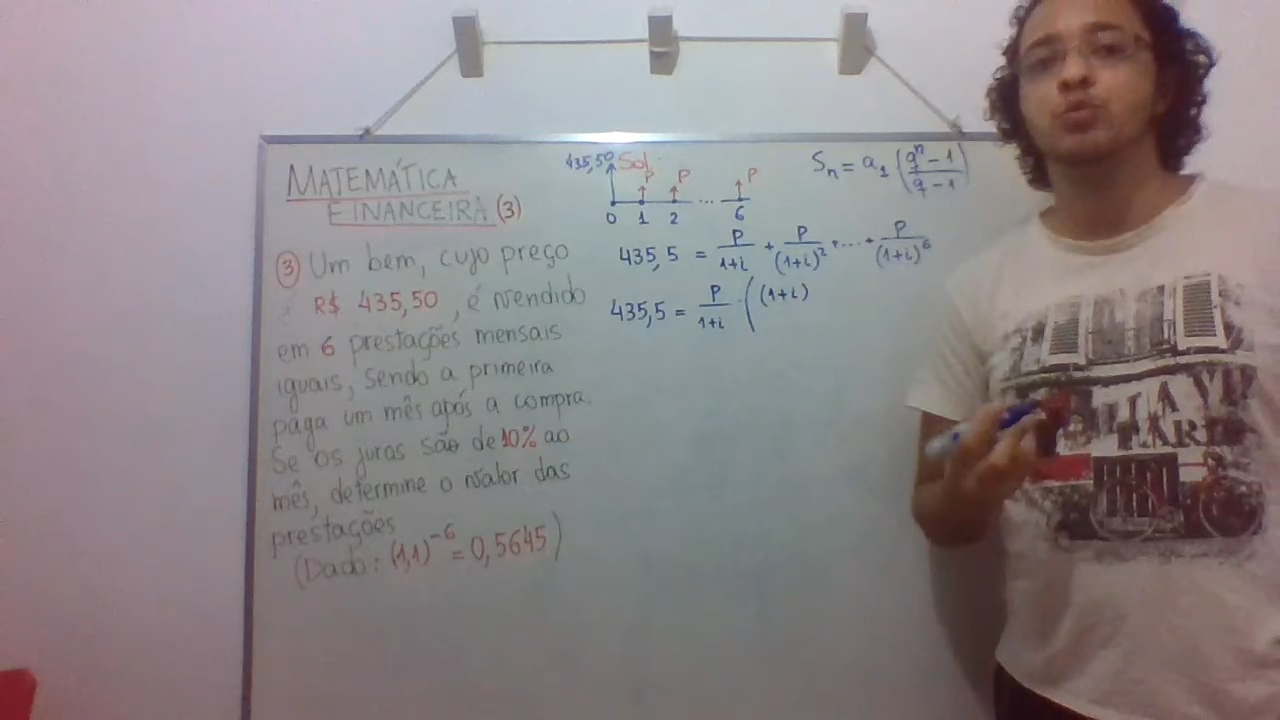 MATEMÁTICA
FINANCEIRA (3)
③ Um bem, cujo preço
R$ 435,50, é vendido
em 6 prestações mensais
iguais, sendo a primeira
paga um mês após a compra.
Se os juros são de 10% ao
mês, determine o valor das
prestações
(Dado: (1,1)^-6 = 0,5645)
435,50 Sol:
P P P
0 1 2 ... 6
S_n = a_1 (q^n - 1 / q - 1)
435,5 = P/1+i + P/(1+i)^2 + ... + P/(1+i)^6
435,5 = P/1+i · ( (1+i)